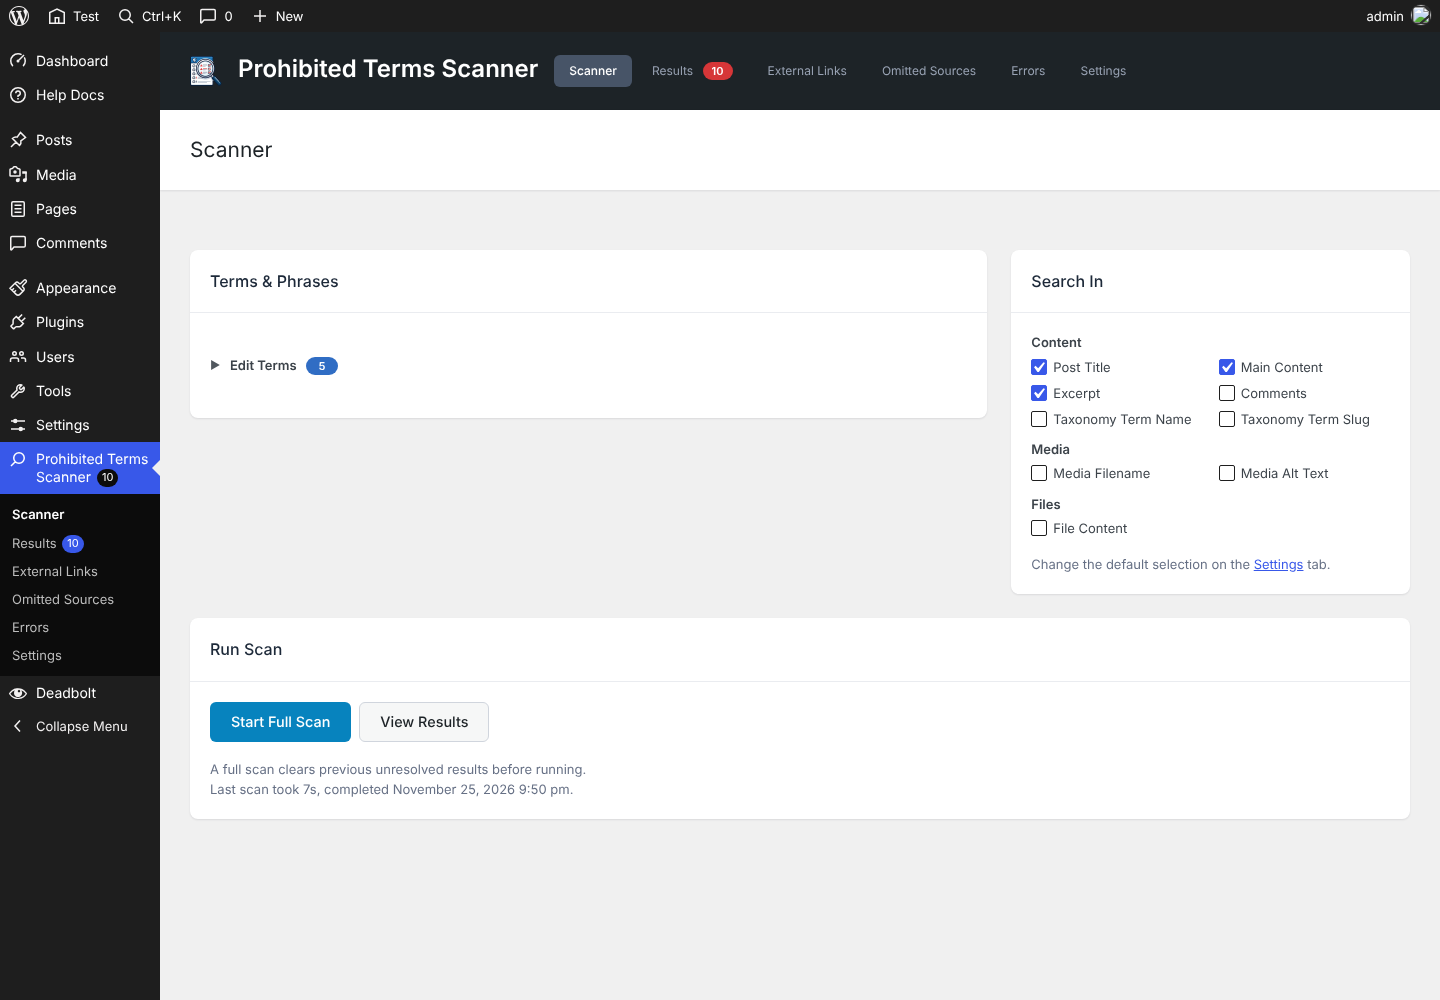 Test
Ctrl+K
0
New
admin
Dashboard
Help Docs
Posts
Media
Pages
Comments
Appearance
Plugins
Users
Tools
Settings
Prohibited Terms
Scanner 10
Scanner
Results 10
External Links
Omitted Sources
Errors
Settings
Deadbolt
Collapse Menu
Prohibited Terms Scanner
Scanner
Results 10
External Links
Omitted Sources
Errors
Settings
Scanner
Terms & Phrases
Edit Terms 5
Search In
Content
Post Title
Main Content
Excerpt
Comments
Taxonomy Term Name
Taxonomy Term Slug
Media
Media Filename
Media Alt Text
Files
File Content
Change the default selection on the Settings tab.
Run Scan
Start Full Scan
View Results
A full scan clears previous unresolved results before running.
Last scan took 7s, completed November 25, 2026 9:50 pm.